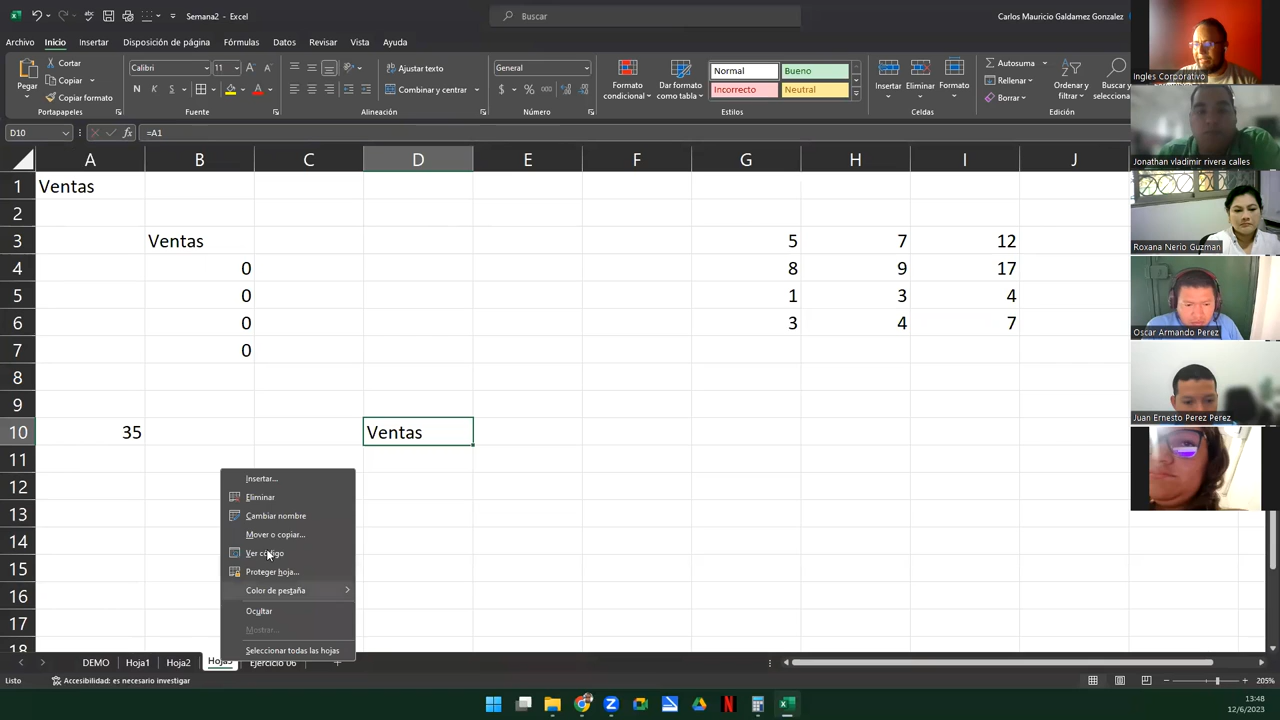 Semana2 - Excel
Buscar
Carlos Mauricio Galdamez Gonzalez
Archivo Inicio Insertar Disposición de página Fórmulas Datos Revisar Vista Ayuda
Pegar
Cortar
Copiar
Copiar formato
Portapapeles
Calibri 11
N K S
Fuente
Ajustar texto
Combinar y centrar
Alineación
General
% 000
Número
Formato condicional
Dar formato como tabla
Normal Bueno
Incorrecto Neutral
Estilos
Insertar Eliminar Formato
Celdas
Autosuma
Rellenar
Borrar
Ordenar y filtrar
Buscar y selecciona
Edición
D10 fx =A1
A B C D E F G H I J
1 Ventas
2
3 Ventas 5 7 12
4 0 8 9 17
5 0 1 3 4
6 0 3 4 7
7 0
8
9
10 35 Ventas
11
12
13
14
15
16
17
18
Insertar...
Eliminar
Cambiar nombre
Mover o copiar...
Ver código
Proteger hoja...
Color de pestaña
Ocultar
Mostrar...
Seleccionar todas las hojas
DEMO Hoja1 Hoja2 Hoja3 Ejercicio 06
Listo Accesibilidad: es necesario investigar 205%
13:48
12/6/2023
Ingles Corporativo
Jonathan vladimir rivera calles
Roxana Nerio Guzman
Oscar Armando Perez
Juan Ernesto Perez Perez